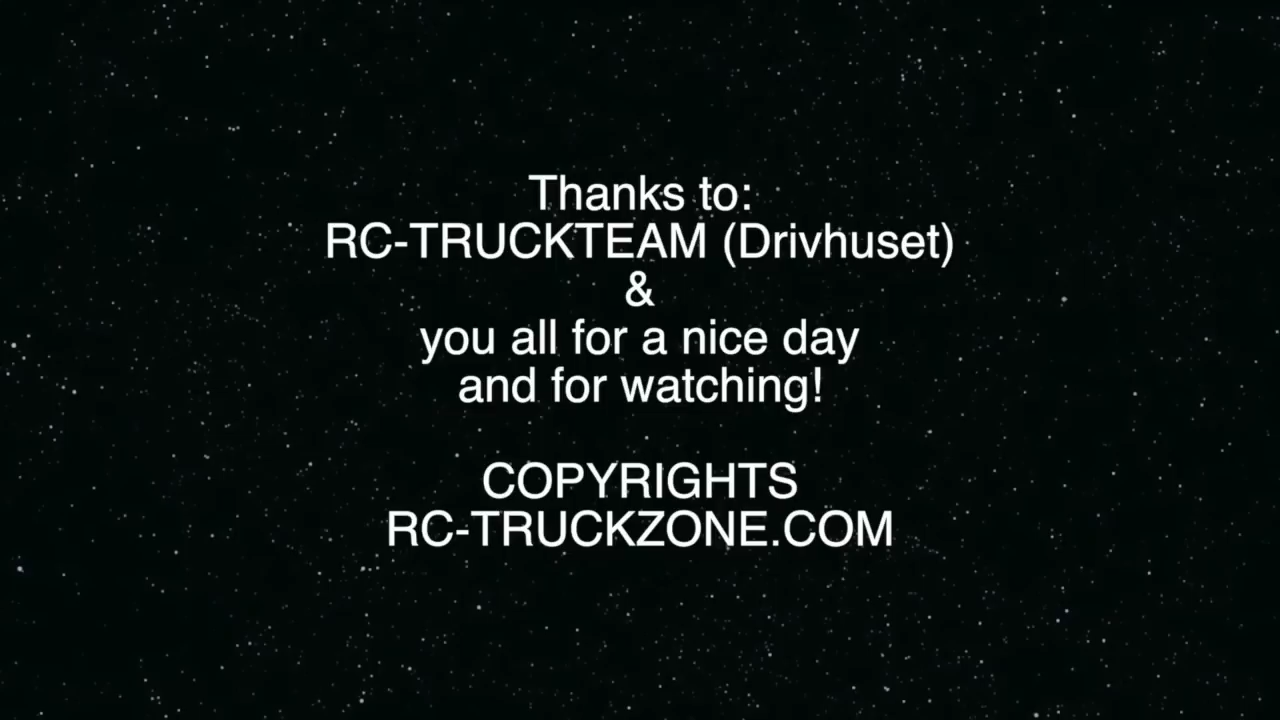 Thanks to:
RC-TRUCKTEAM (Drivhuset)
&
you all for a nice day
and for watching!
COPYRIGHTS
RC-TRUCKZONE.COM